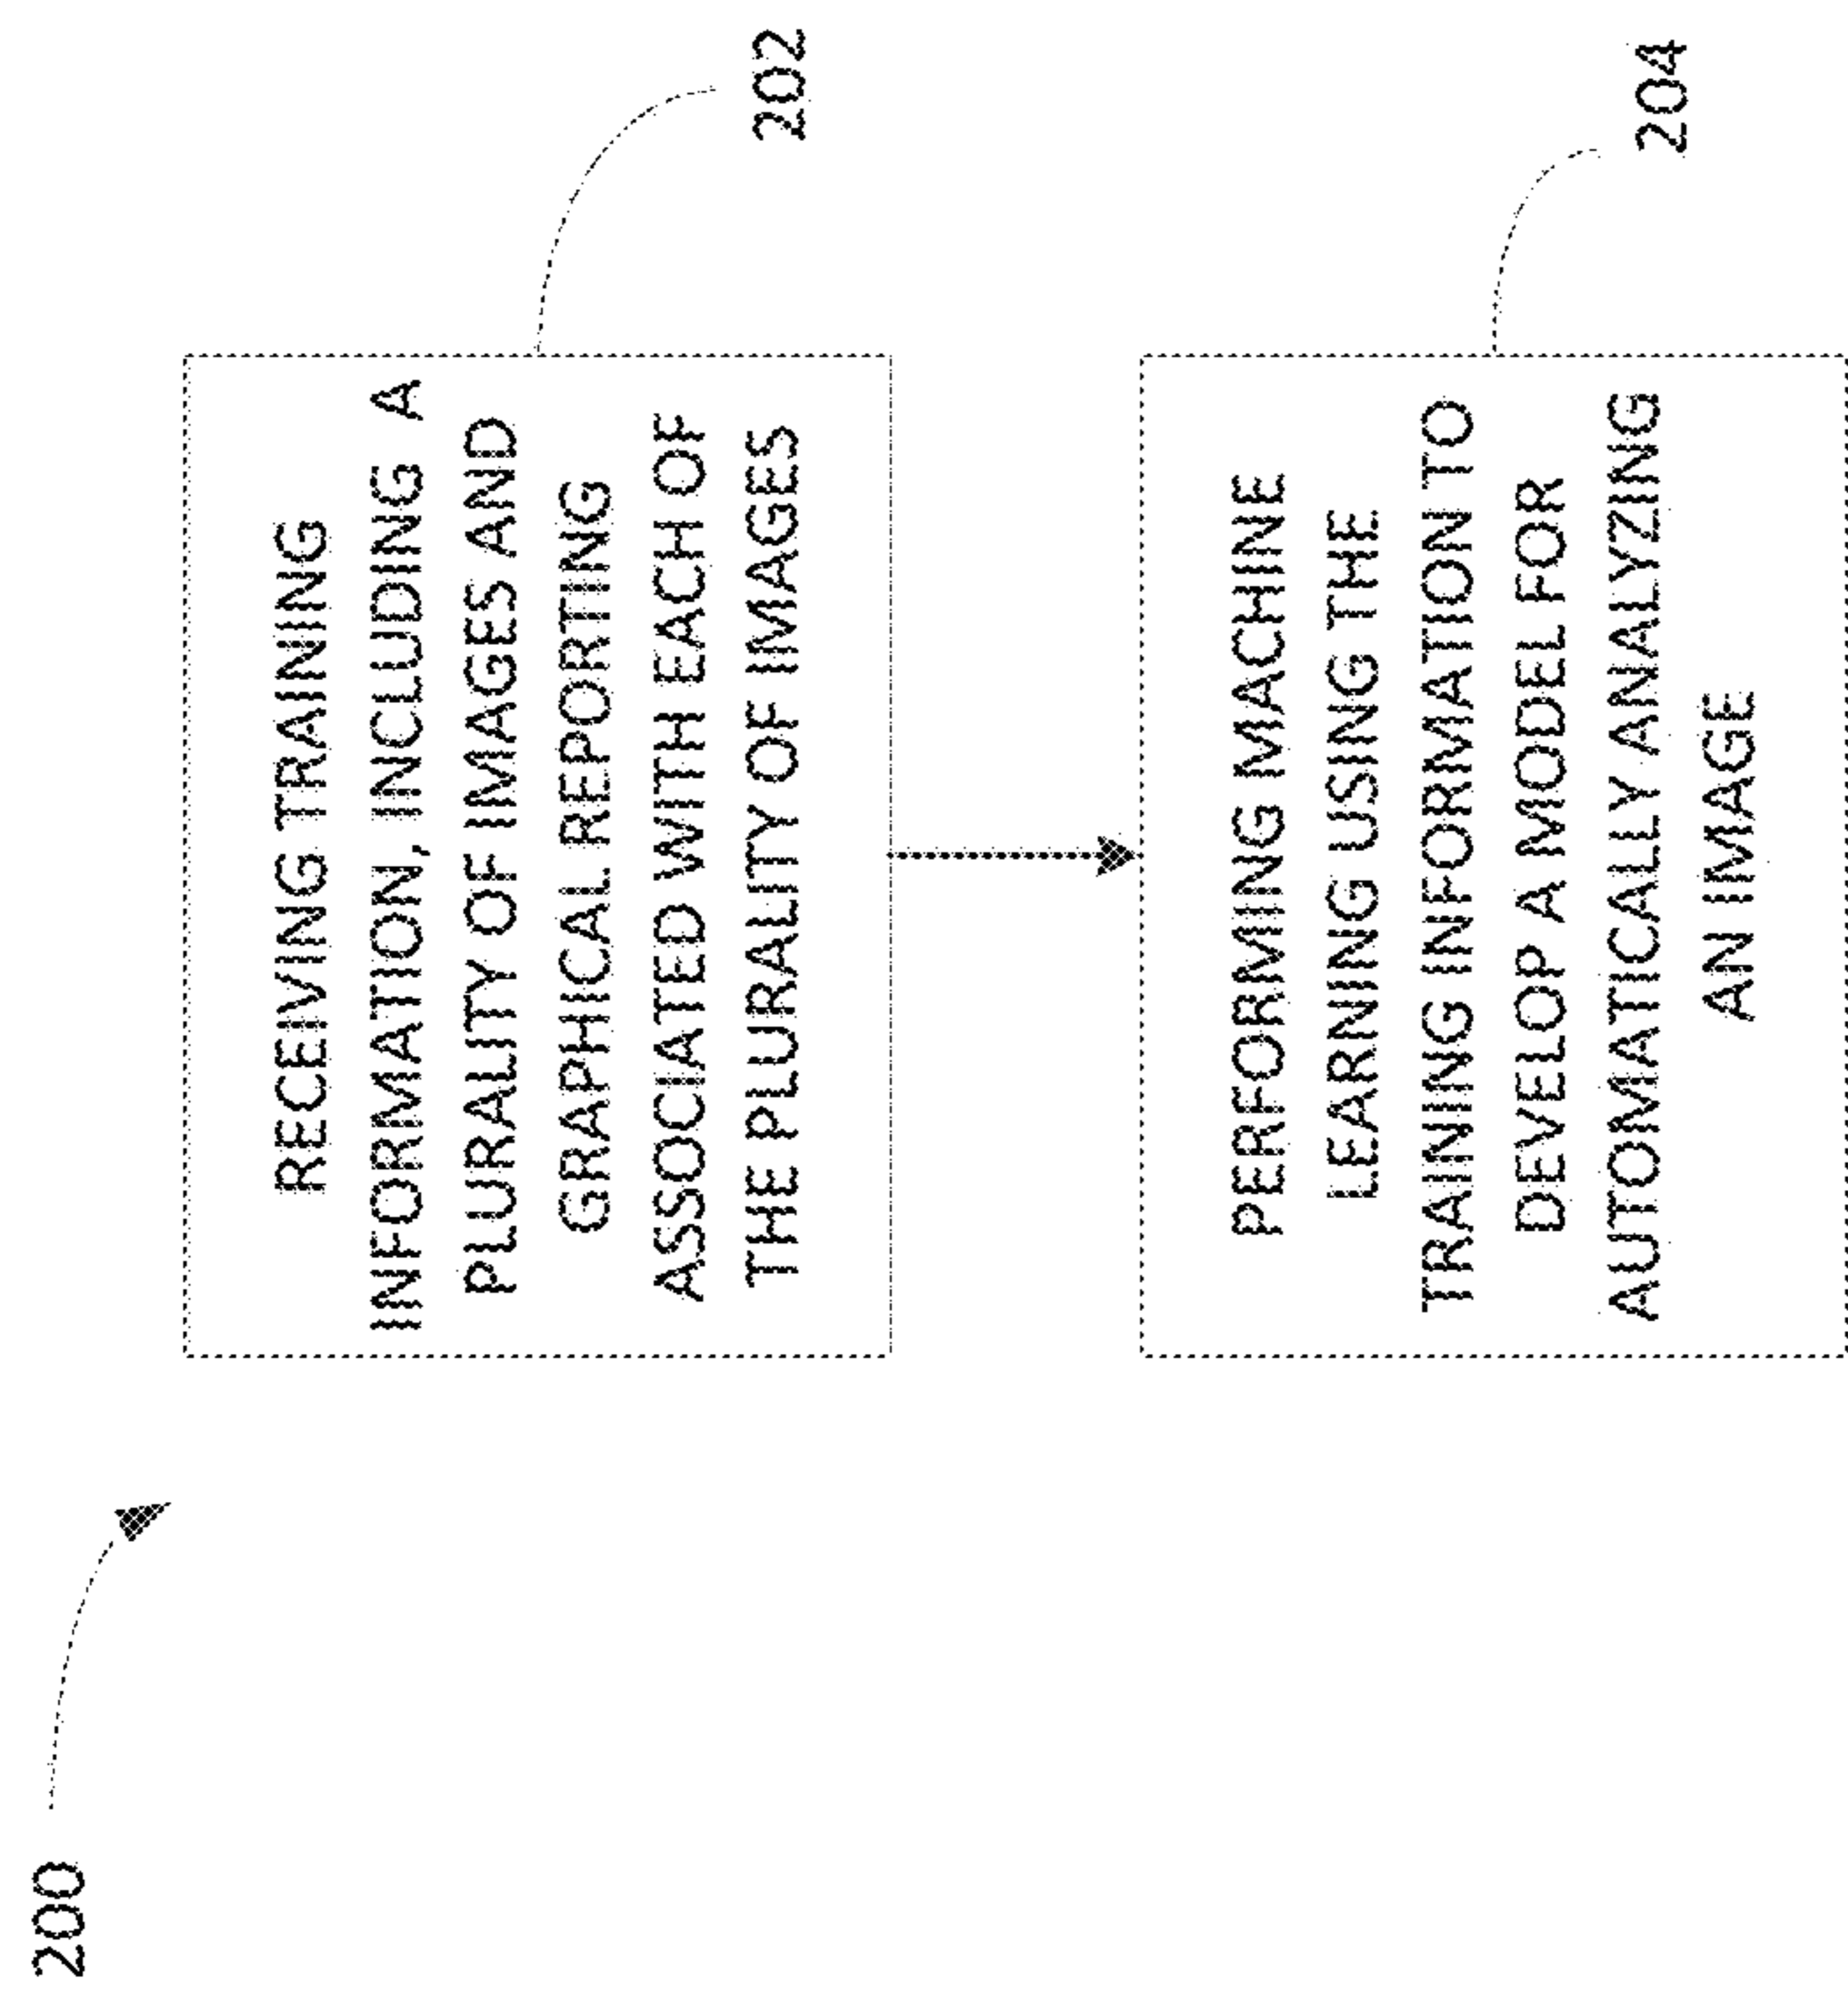 200
RECEIVING TRAINING
INFORMATION, INCLUDING A
PLURALITY OF IMAGES AND
GRAPHICAL REPORTING
ASSOCIATED WITH EACH OF
THE PLURALITY OF IMAGES
202
PERFORMING MACHINE
LEARNING USING THE
TRAINING INFORMATION TO
DEVELOP A MODEL FOR
AUTOMATICALLY ANALYZING
AN IMAGE
204